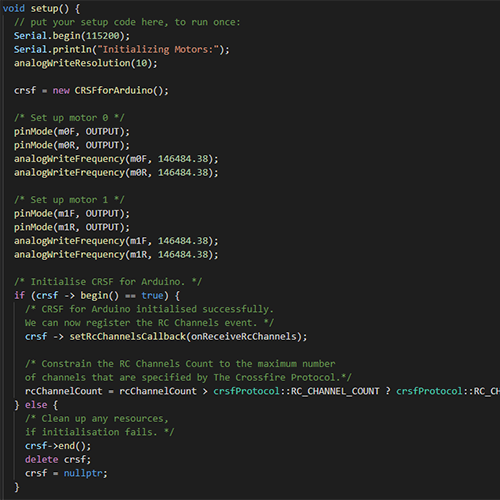 void setup() {
  // put your setup code here, to run once:
  Serial.begin(115200);
  Serial.println("Initializing Motors:");
  analogWriteResolution(10);

  crsf = new CRSFforArduino();

  /* Set up motor 0 */
  pinMode(m0F, OUTPUT);
  pinMode(m0R, OUTPUT);
  analogWriteFrequency(m0F, 146484.38);
  analogWriteFrequency(m0R, 146484.38);

  /* Set up motor 1 */
  pinMode(m1F, OUTPUT);
  pinMode(m1R, OUTPUT);
  analogWriteFrequency(m1F, 146484.38);
  analogWriteFrequency(m1R, 146484.38);

  /* Initialise CRSF for Arduino. */
  if (crsf -> begin() == true) {
    /* CRSF for Arduino initialised successfully.
    We can now register the RC Channels event. */
    crsf -> setRcChannelsCallback(onReceiveRcChannels);

    /* Constrain the RC Channels Count to the maximum number
    of channels that are specified by The Crossfire Protocol.*/
    rcChannelCount = rcChannelCount > crsfProtocol::RC_CHANNEL_COUNT ? crsfProtocol::RC_CH
  } else {
    /* Clean up any resources,
    if initialisation fails. */
    crsf->end();
    delete crsf;
    crsf = nullptr;
  }